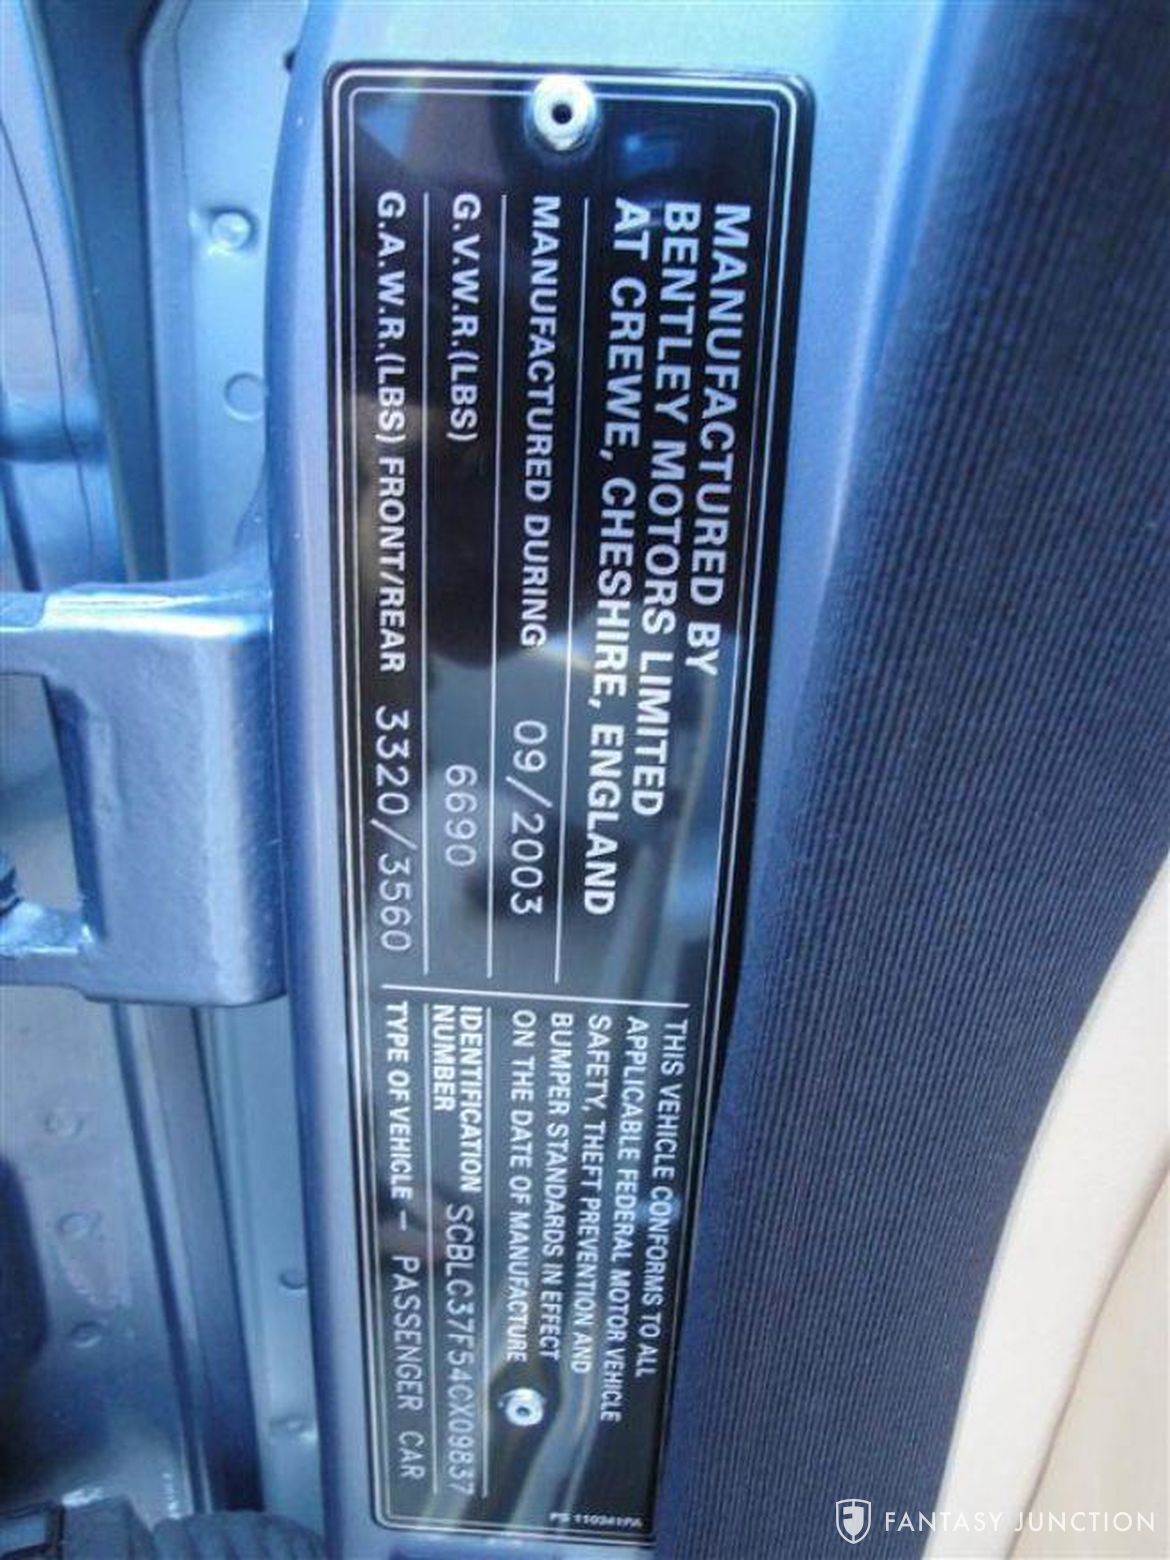 MANUFACTURED BY
BENTLEY MOTORS LIMITED
AT CREWE, CHESHIRE, ENGLAND
MANUFACTURED DURING 09/2003
G.V.W.R.(LBS) 6690
G.A.W.R.(LBS) FRONT/REAR 3320/3560
THIS VEHICLE CONFORMS TO ALL
APPLICABLE FEDERAL MOTOR VEHICLE
SAFETY, THEFT PREVENTION AND
BUMPER STANDARDS IN EFFECT
ON THE DATE OF MANUFACTURE
IDENTIFICATION
NUMBER SCBLC37F54CX09837
TYPE OF VEHICLE – PASSENGER CAR
FANTASY JUNCTION